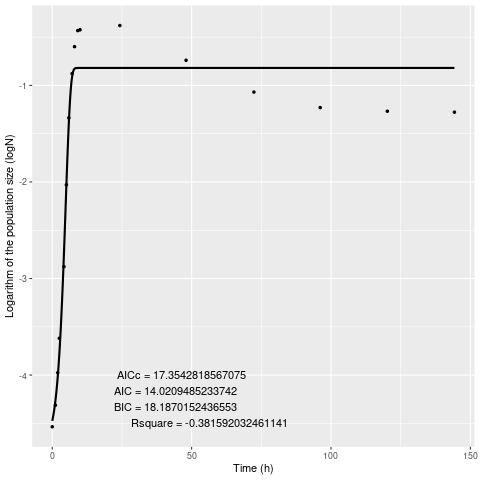 -1
-2
-3
-4
Logarithm of the population size (logN)
AICc = 17.3542818567075
AIC = 14.0209485233742
BIC = 18.1870152436553
Rsquare = -0.381592032461141
0
50
100
150
Time (h)